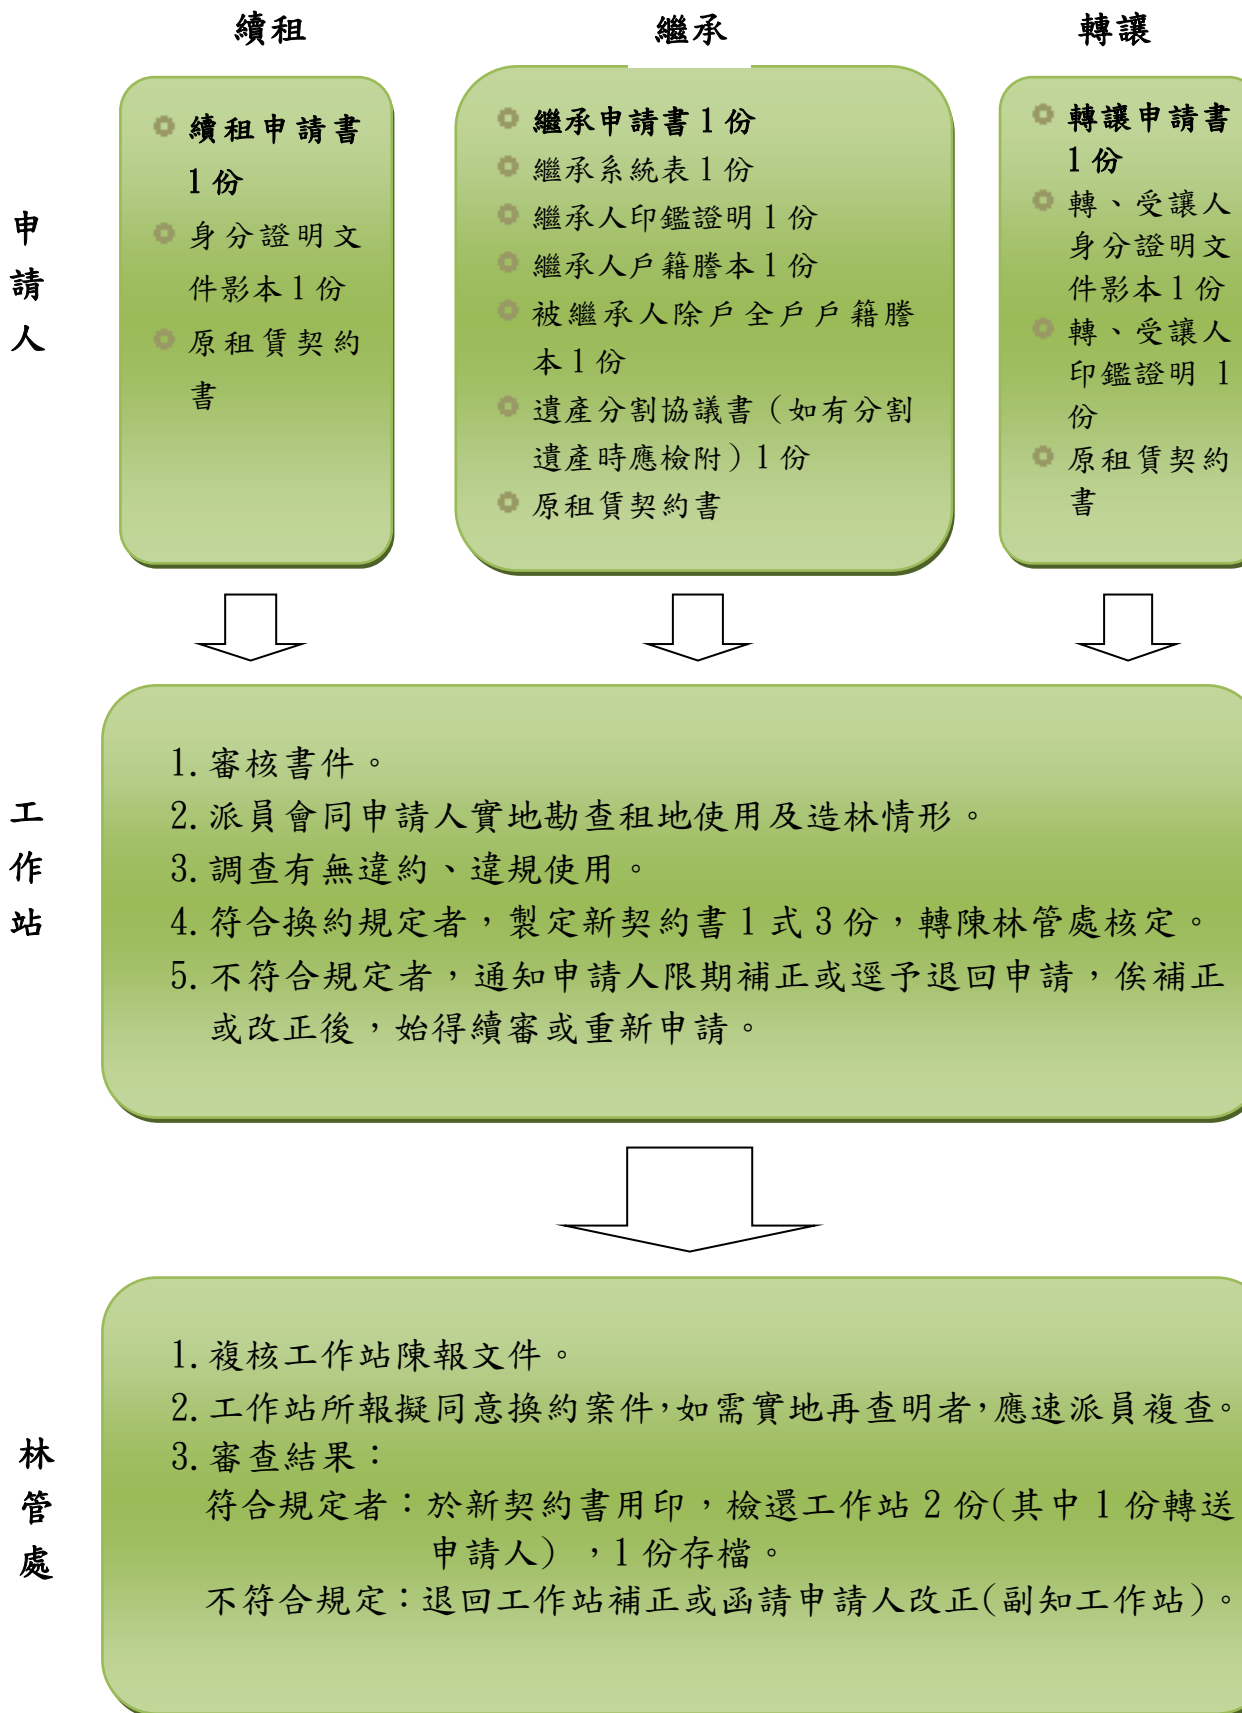 續租
繼承
轉讓
申
請
人
續租申請書
1份
身分證明文
件影本1份
原租賃契約
書
繼承申請書1份
繼承系統表1份
繼承人印鑑證明1份
繼承人戶籍謄本1份
被繼承人除戶全戶戶籍謄
本1份
遺產分割協議書（如有分割
遺產時應檢附）1份
原租賃契約書
轉讓申請書
1份
轉、受讓人
身分證明文
件影本1份
轉、受讓人
印鑑證明 1
份
原租賃契約
書
工
作
站
1.審核書件。
2.派員會同申請人實地勘查租地使用及造林情形。
3.調查有無違約、違規使用。
4.符合換約規定者，製定新契約書1式3份，轉陳林管處核定。
5.不符合規定者，通知申請人限期補正或逕予退回申請，俟補正
或改正後，始得續審或重新申請。
林
管
處
1.複核工作站陳報文件。
2.工作站所報擬同意換約案件，如需實地再查明者，應速派員複查。
3.審查結果：
符合規定者：於新契約書用印，檢還工作站2份(其中1份轉送
申請人），1份存檔。
不符合規定：退回工作站補正或函請申請人改正(副知工作站)。